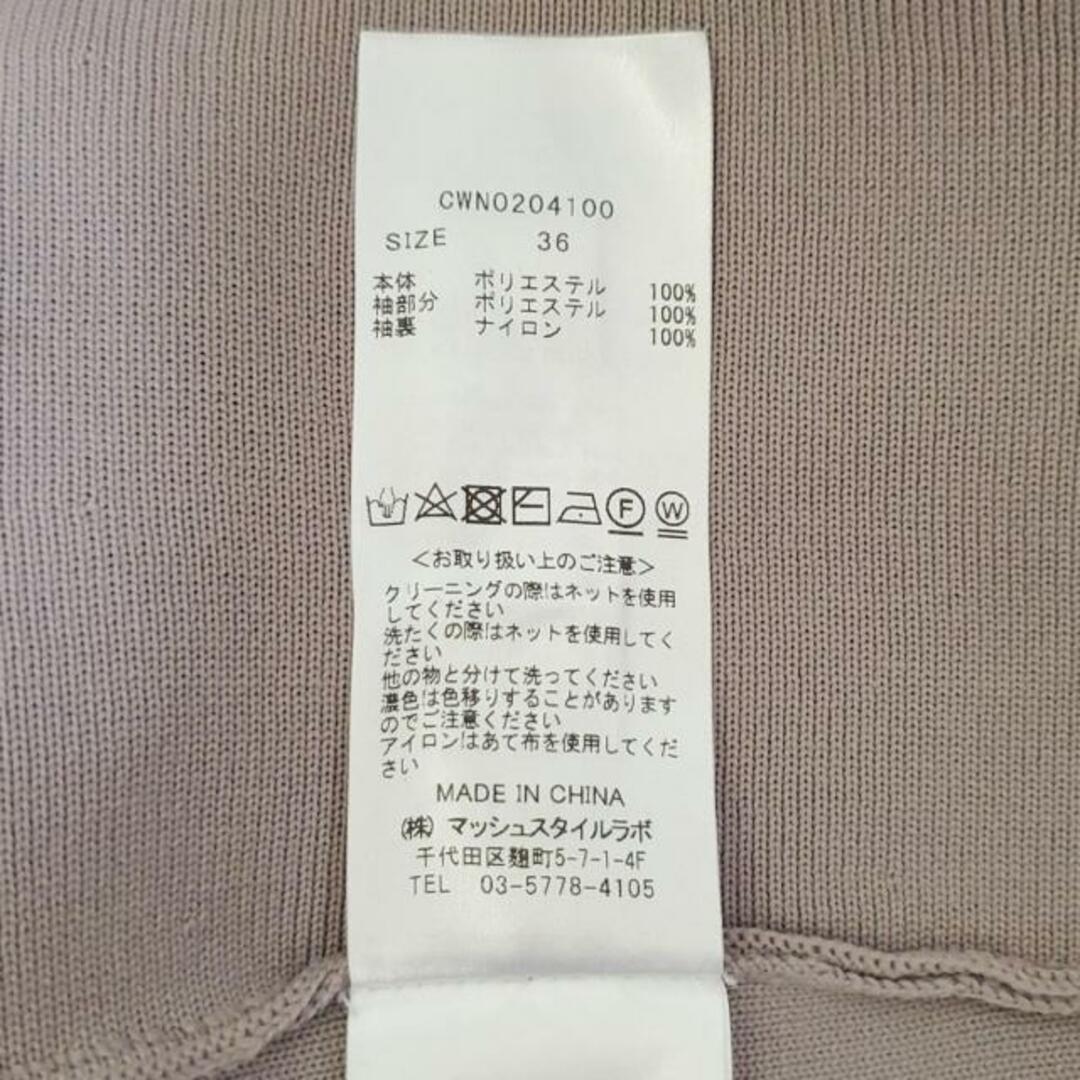 CWNO204100
SIZE 36
本体 ポリエステル 100%
袖部分 ポリエステル 100%
袖裏 ナイロン 100%
F W
＜お取り扱い上のご注意＞
クリーニングの際はネットを使用
してください
洗たくの際はネットを使用してく
ださい
他の物と分けて洗ってください
濃色は色移りすることがあります
のでご注意ください
アイロンはあて布を使用してくだ
さい
MADE IN CHINA
(株) マッシュスタイルラボ
千代田区麹町5-7-1-4F
TEL 03-5778-4105